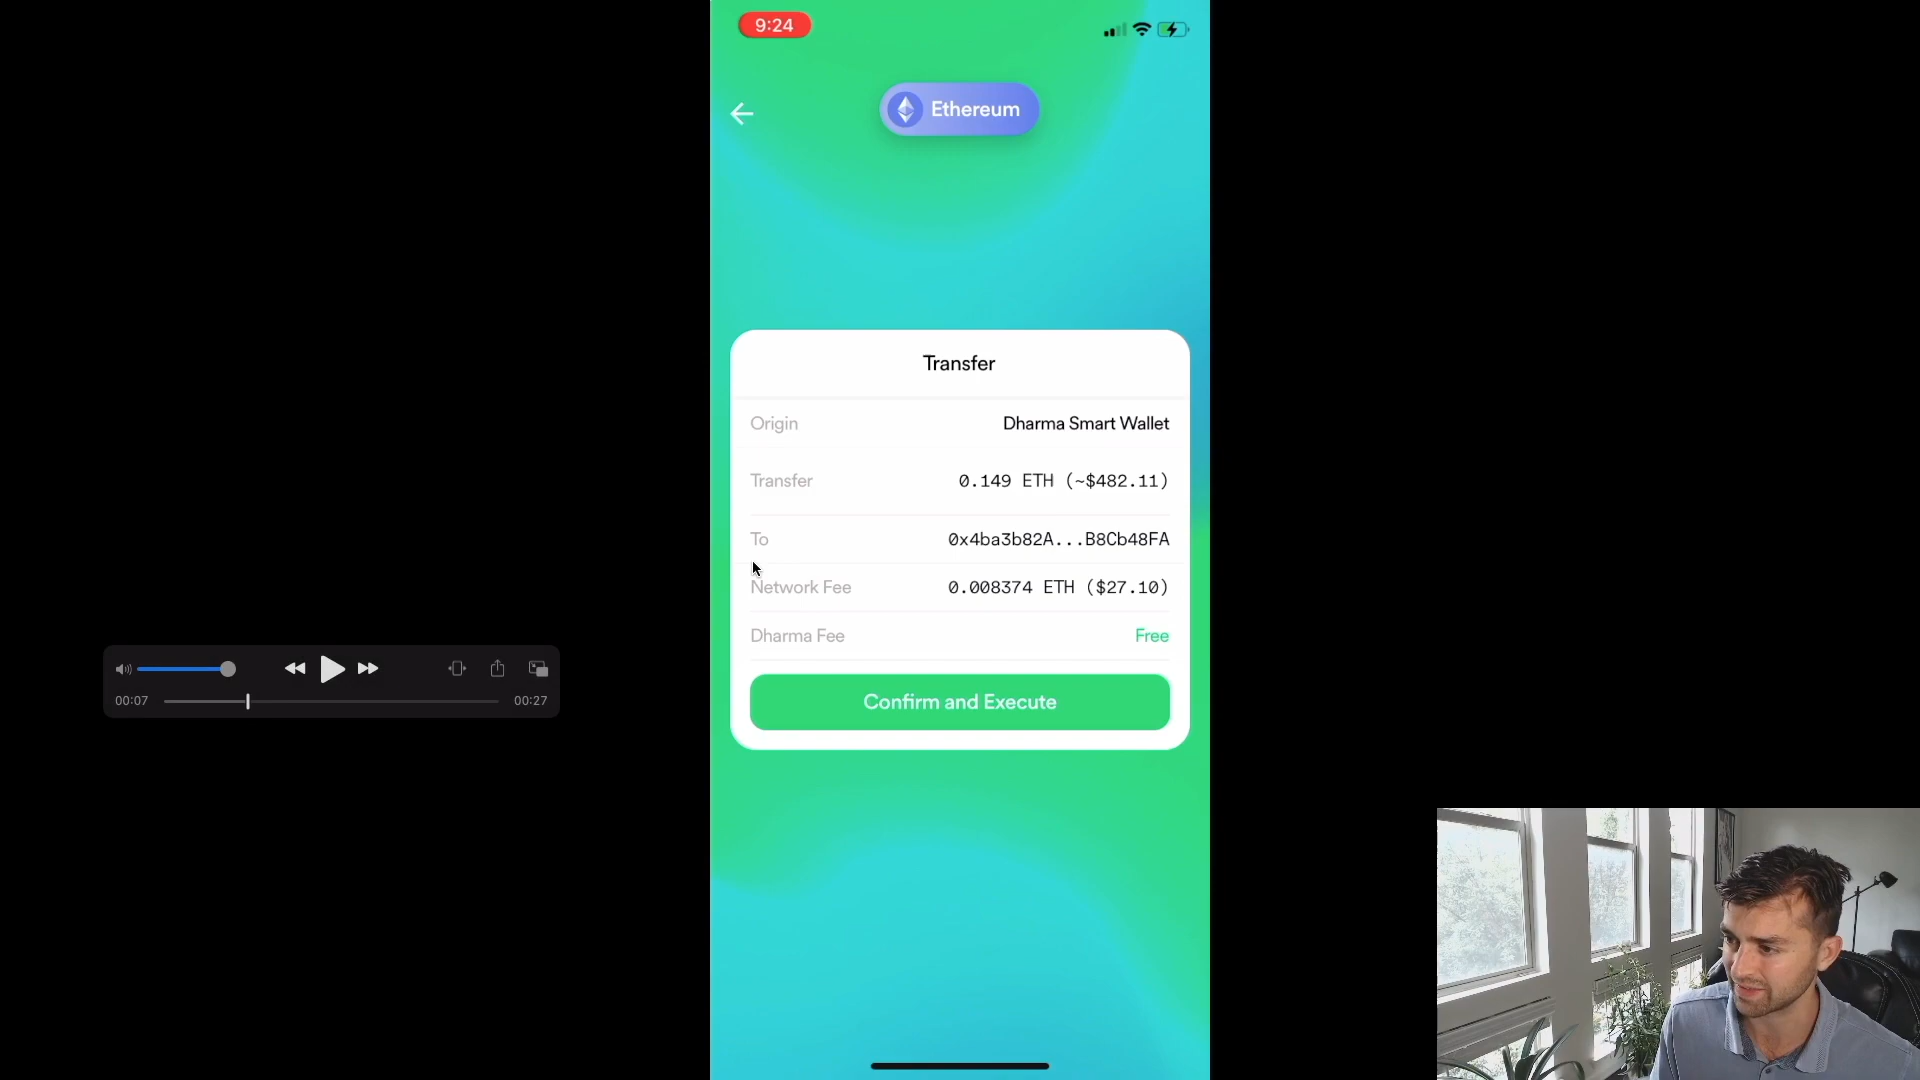 9:24
Ethereum
Transfer
Origin Dharma Smart Wallet
Transfer 0.149 ETH (~$482.11)
To 0x4ba3b82A...B8Cb48FA
Network Fee 0.008374 ETH ($27.10)
Dharma Fee Free
Confirm and Execute
00:07 00:27